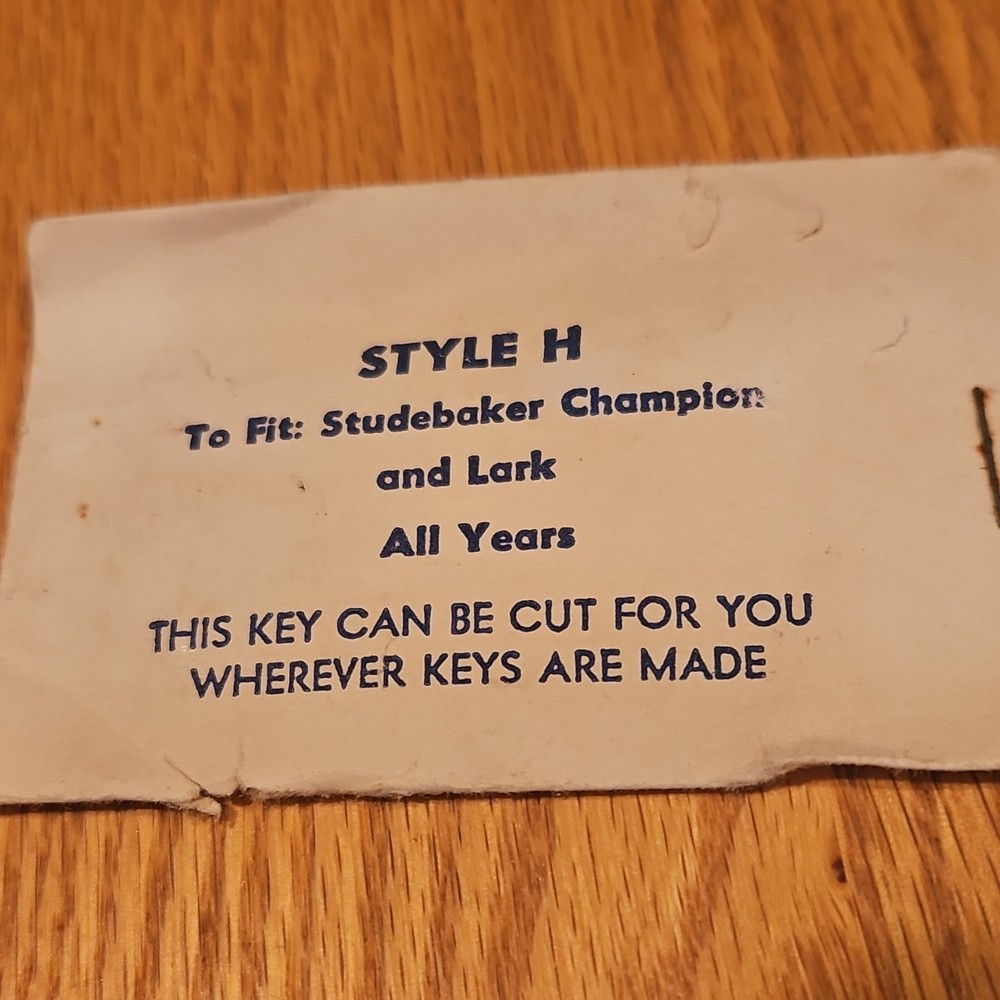 STYLE H
To Fit: Studebaker Champion
and Lark
All Years
THIS KEY CAN BE CUT FOR YOU
WHEREVER KEYS ARE MADE